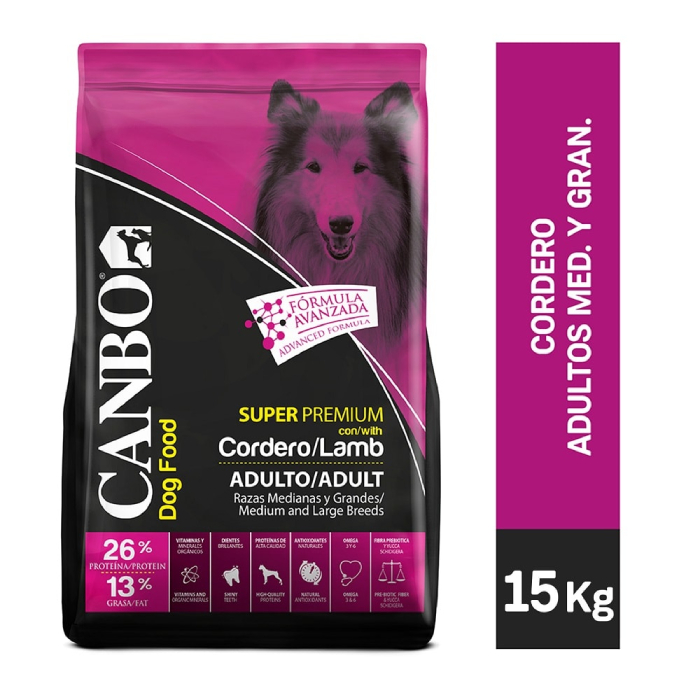 CANBO®
Dog Food
FÓRMULA
AVANZADA
ADVANCED FORMULA
SUPER PREMIUM
con/with
Cordero/Lamb
ADULTO/ADULT
Razas Medianas y Grandes/
Medium and Large Breeds
26%
PROTEÍNA/PROTEIN
13%
GRASA/FAT
VITAMINAS Y
MINERALES
ORGÁNICOS
VITAMINS AND
ORGANIC MINERALS
DIENTES
BRILLANTES
SHINY
TEETH
PROTEÍNAS DE
ALTA CALIDAD
HIGH-QUALITY
PROTEINS
ANTIOXIDANTES
NATURALES
NATURAL
ANTIOXIDANTS
OMEGA
3 Y 6
OMEGA
3 & 6
FIBRA PREBIÓTICA
Y YUCCA
SCHIDIGERA
PRE-BIOTIC FIBER
& YUCCA
SCHIDIGERA
CORDERO
ADULTOS MED. Y GRAN.
15 Kg